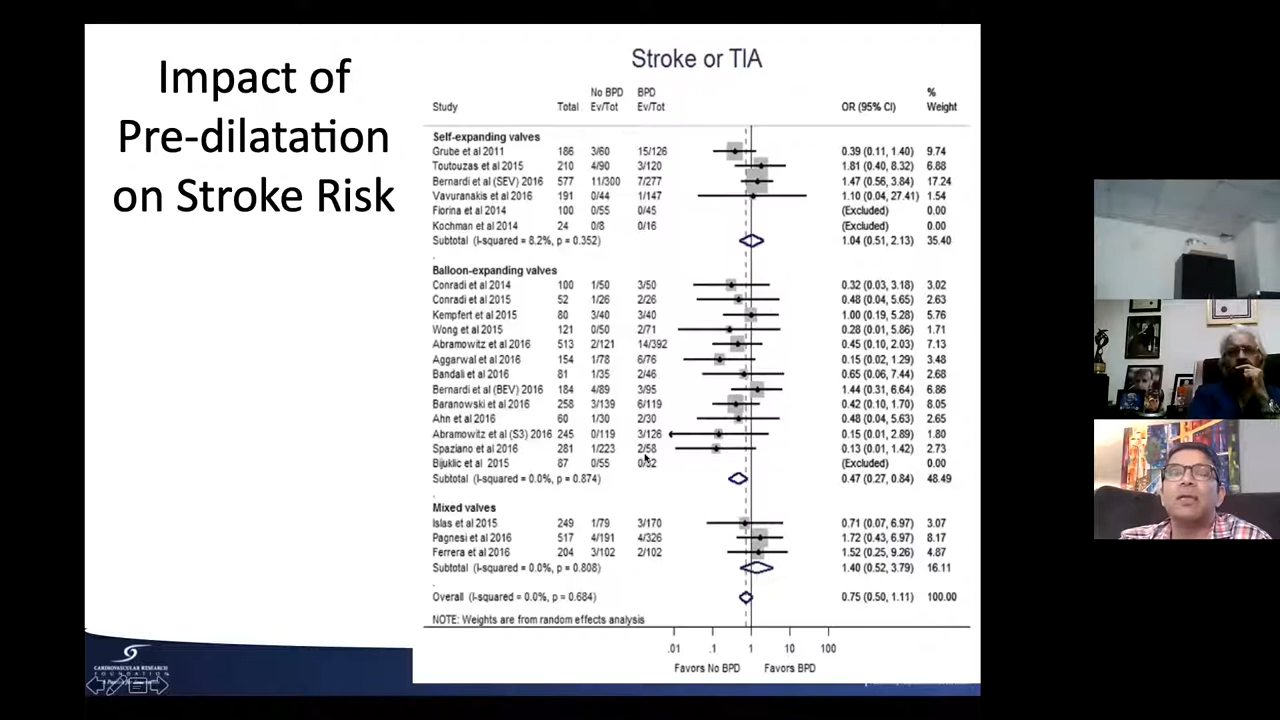 Impact of
Pre-dilatation
on Stroke Risk
Stroke or TIA
No BPD BPD %
Study Total Ev/Tot Ev/Tot OR (95% CI) Weight
Self-expanding valves
Grube et al 2011 186 3/60 15/126 0.39 (0.11, 1.40) 9.74
Toutouzas et al 2015 210 4/90 3/120 1.81 (0.40, 8.32) 6.88
Bernardi et al (SEV) 2016 577 11/300 7/277 1.47 (0.56, 3.84) 17.24
Vavuranakis et al 2016 191 0/44 1/147 1.10 (0.04, 27.41) 1.54
Fiorina et al 2014 100 0/55 0/45 (Excluded) 0.00
Kochman et al 2014 24 0/8 0/16 (Excluded) 0.00
Subtotal (I-squared = 8.2%, p = 0.352) 1.04 (0.51, 2.13) 35.40
.
Balloon-expanding valves
Conradi et al 2014 100 1/50 3/50 0.32 (0.03, 3.18) 3.02
Conradi et al 2015 52 1/26 2/26 0.48 (0.04, 5.65) 2.63
Kempfert et al 2015 80 3/40 3/40 1.00 (0.19, 5.28) 5.76
Wong et al 2015 121 0/50 2/71 0.28 (0.01, 5.86) 1.71
Abramowitz et al 2016 513 2/121 14/392 0.45 (0.10, 2.03) 7.13
Aggarwal et al 2016 154 1/78 6/76 0.15 (0.02, 1.29) 3.48
Bandali et al 2016 81 1/35 2/46 0.65 (0.06, 7.44) 2.68
Bernardi et al (BEV) 2016 184 4/89 3/95 1.44 (0.31, 6.64) 6.86
Baranowski et al 2016 258 3/139 6/119 0.42 (0.10, 1.70) 8.05
Ahn et al 2016 60 1/30 2/30 0.48 (0.04, 5.63) 2.65
Abramowitz et al (S3) 2016 245 0/119 3/126 0.15 (0.01, 2.89) 1.80
Spaziano et al 2016 281 1/223 2/58 0.13 (0.01, 1.42) 2.73
Bijuklic et al 2015 87 0/55 0/32 (Excluded) 0.00
Subtotal (I-squared = 0.0%, p = 0.874) 0.47 (0.27, 0.84) 48.49
.
Mixed valves
Islas et al 2015 249 1/79 3/170 0.71 (0.07, 6.97) 3.07
Pagnesi et al 2016 517 4/191 4/326 1.72 (0.43, 6.97) 8.17
Ferrera et al 2016 204 3/102 2/102 1.52 (0.25, 9.26) 4.87
Subtotal (I-squared = 0.0%, p = 0.808) 1.40 (0.52, 3.79) 16.11
.
Overall (I-squared = 0.0%, p = 0.684) 0.75 (0.50, 1.11) 100.00
NOTE: Weights are from random effects analysis
.01 .1 1 10 100
Favors No BPD Favors BPD
CARDIOVASCULAR RESEARCH
FOUNDATION